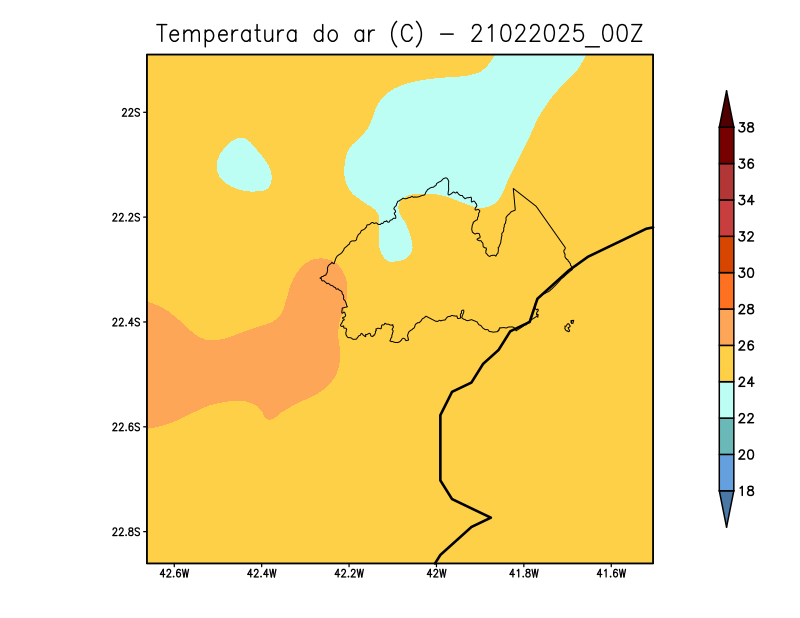 Temperatura do ar (C) - 21022025_00Z
22S
22.2S
22.4S
22.6S
22.8S
42.6W
42.4W
42.2W
42W
41.8W
41.6W
38
36
34
32
30
28
26
24
22
20
18